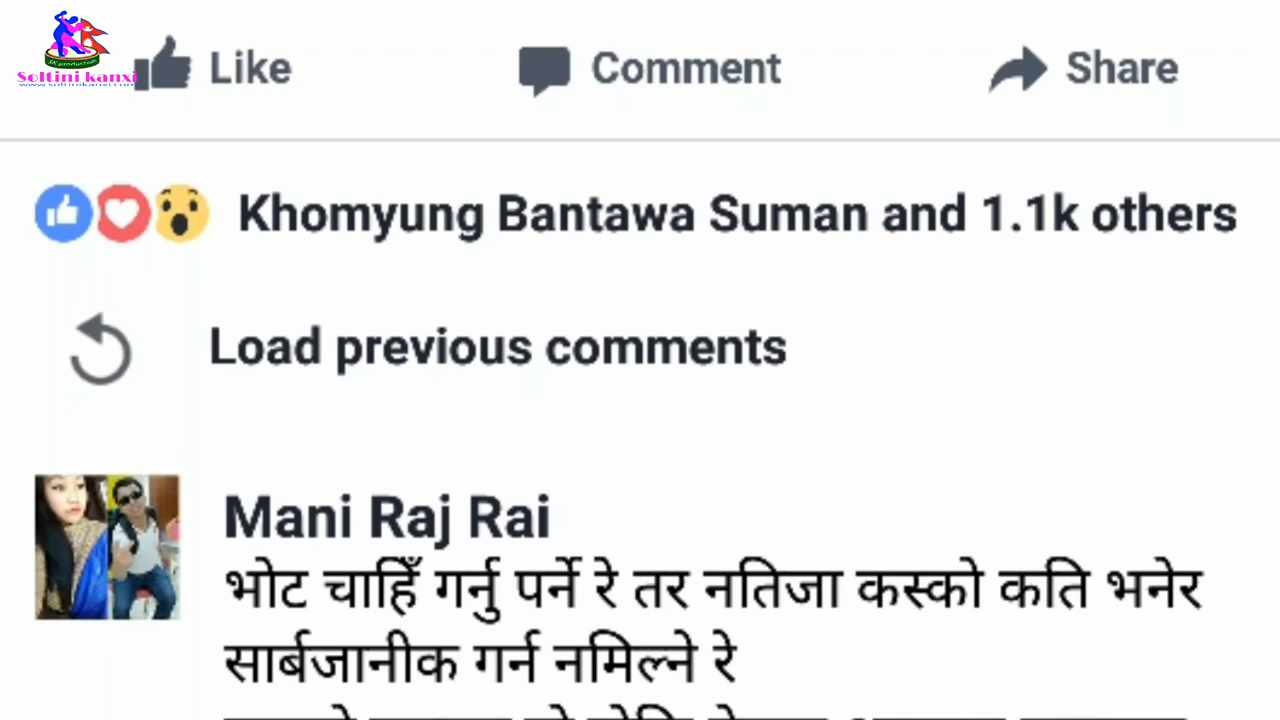 Soltini kanxi
Like
Comment
Share
Khomyung Bantawa Suman and 1.1k others
Load previous comments
Mani Raj Rai
भोट चाहिँ गर्नु पर्ने रे तर नतिजा कस्को कति भनेर
सार्बजानीक गर्न नमिल्ने रे